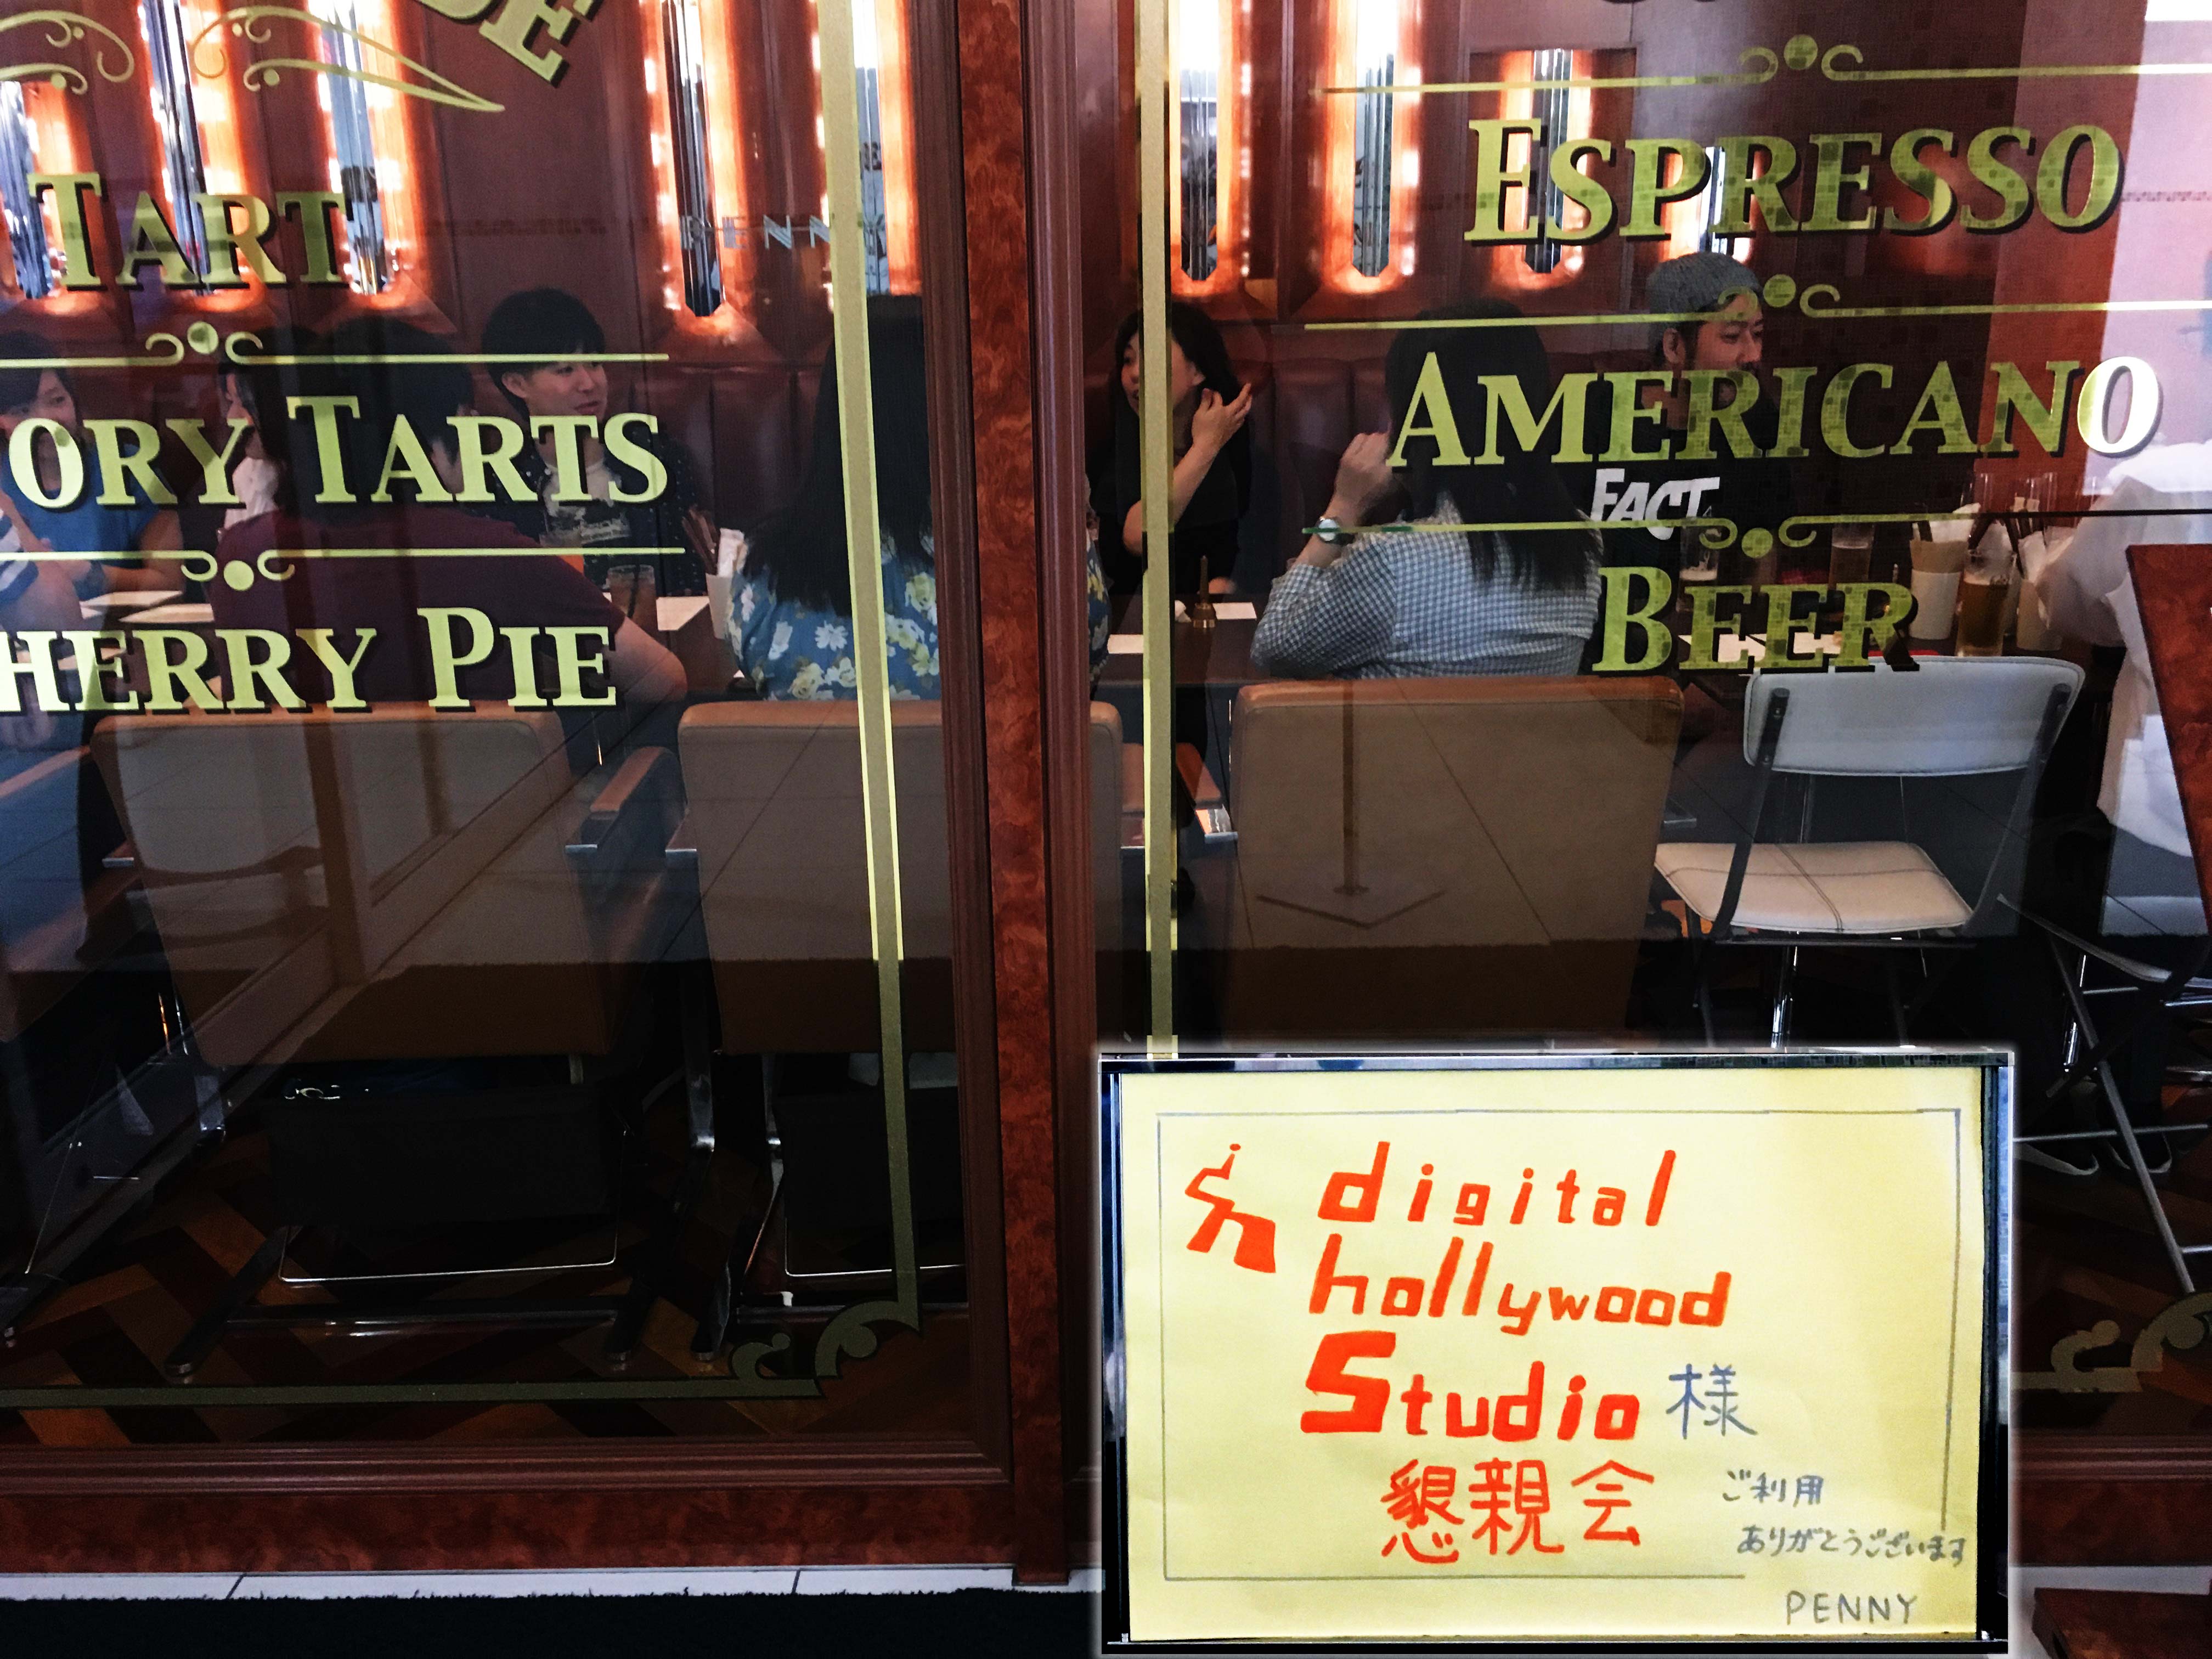 TART
ORY TARTS
HERRY PIE
PENNY
ESPRESSO
AMERICANO
BEER
FACT
digital
hollywood
Studio 様
懇親会
ご利用
ありがとうございます
PENNY